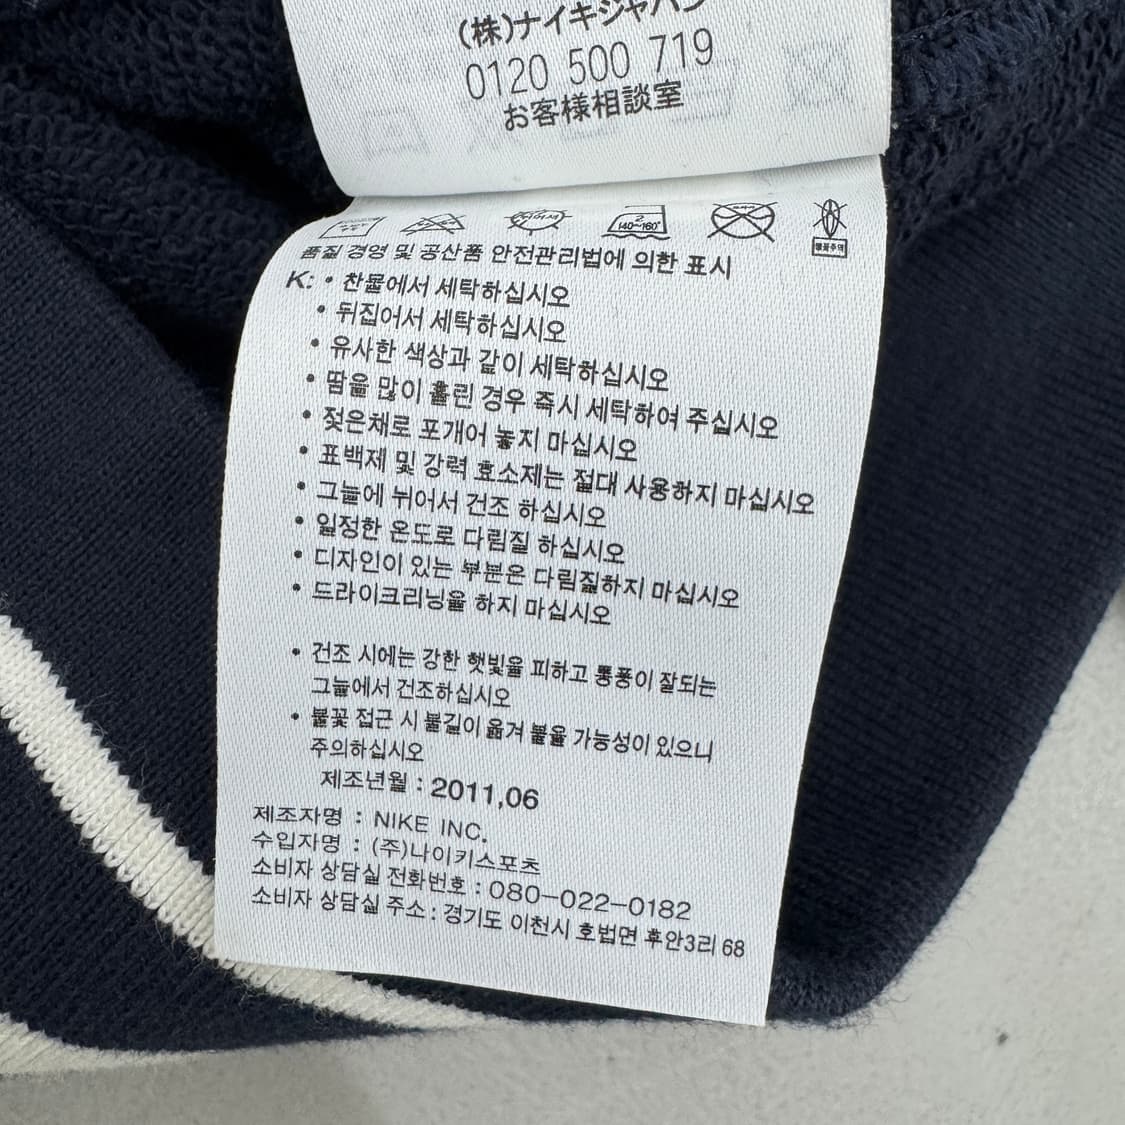 (株)ナイキジャパン
0120 500 719
お客様相談室
2
140~160°
품질 경영 및 공산품 안전관리법에 의한 표시
K: • 찬물에서 세탁하십시오
• 뒤집어서 세탁하십시오
• 유사한 색상과 같이 세탁하십시오
• 땀을 많이 흘린 경우 즉시 세탁하여 주십시오
• 젖은채로 포개어 놓지 마십시오
• 표백제 및 강력 효소제는 절대 사용하지 마십시오
• 그늘에 뉘어서 건조 하십시오
• 일정한 온도로 다림질 하십시오
• 디자인이 있는 부분은 다림질하지 마십시오
• 드라이크리닝을 하지 마십시오
• 건조 시에는 강한 햇빛을 피하고 통풍이 잘되는
그늘에서 건조하십시오
• 불꽃 접근 시 불길이 옮겨 붙을 가능성이 있으니
주의하십시오
제조년월 : 2011,06
제조자명 : NIKE INC.
수입자명 : (주)나이키스포츠
소비자 상담실 전화번호 : 080-022-0182
소비자 상담실 주소 : 경기도 이천시 호법면 후안3리 68